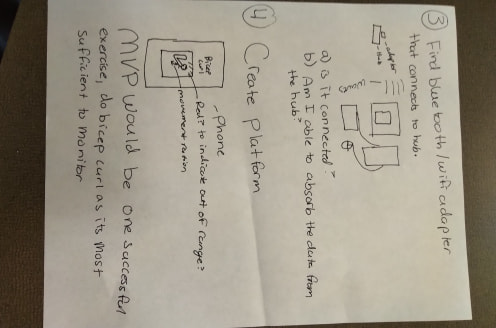 ③ Find bluetooth/wifi adapter
that connects to hub.
adapter
Hub
a) is it connected?
b) Am I able to absorb the data from
the hub?
④ Create platform
Phone
Bicep
curl
Red? to indicate out of range?
movement
MVP would be one successful
exercise, do bicep curl as its most
sufficient to monitor